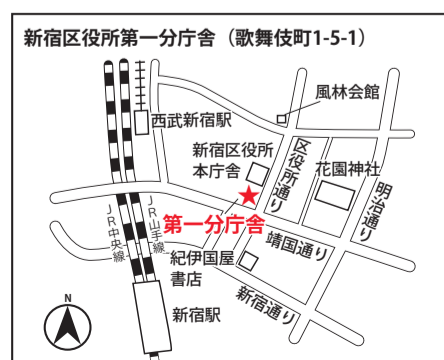 新宿区役所第一分庁舎（歌舞伎町1-5-1）
風林会館
西武新宿駅
新宿区役所
本庁舎
区役所通り
花園神社
明治通り
第一分庁舎
靖国通り
JR中央線
JR山手線
紀伊国屋
書店
新宿通り
新宿駅
N